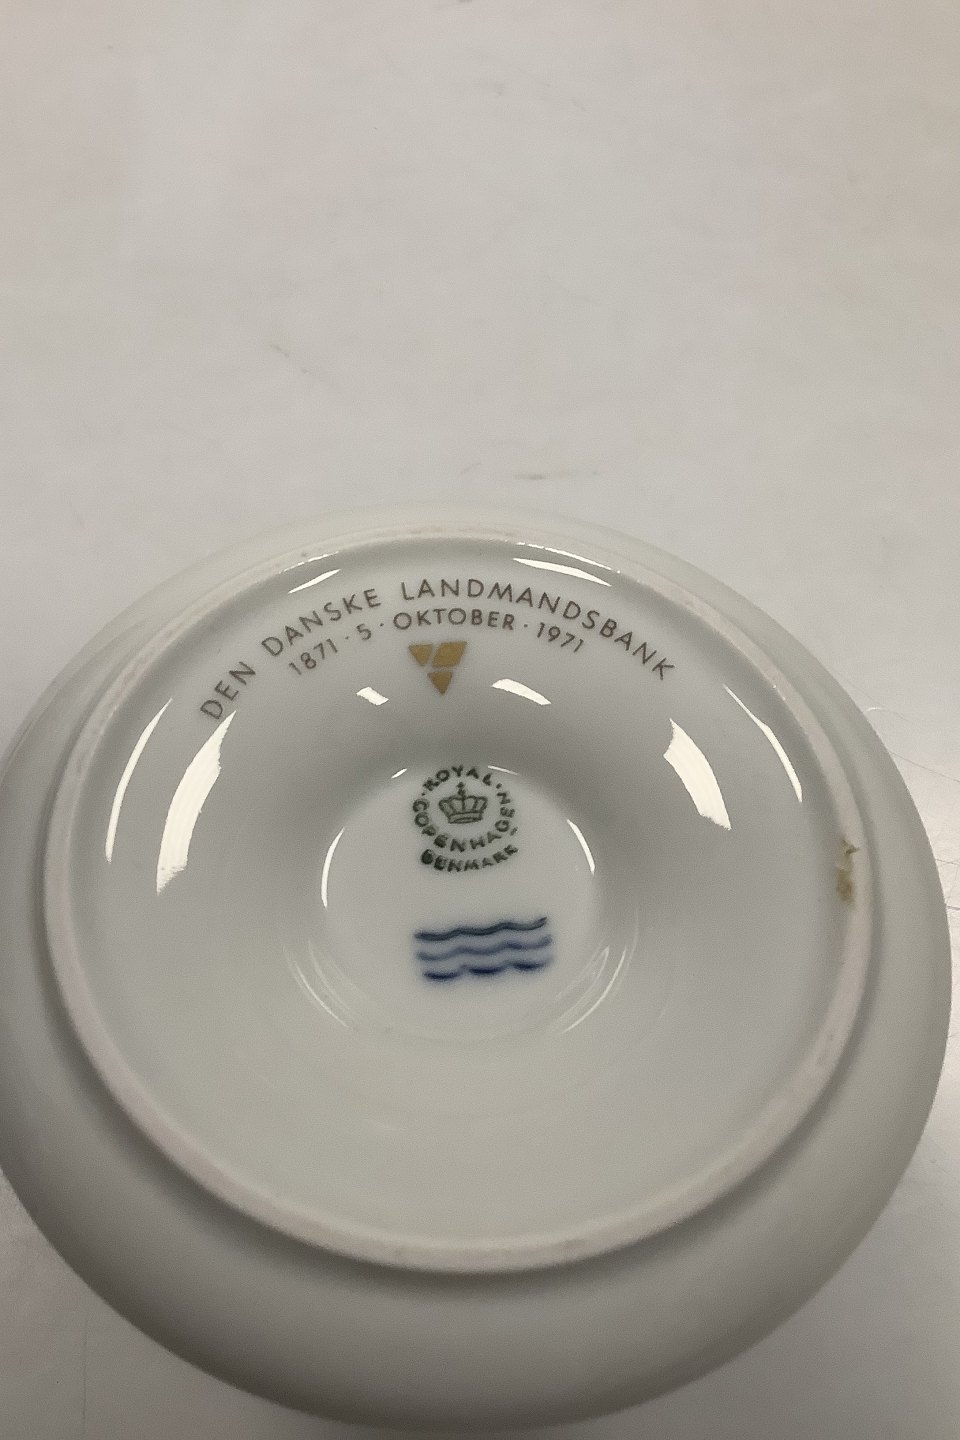 DEN DANSKE LANDMANDSBANK
1871 · 5 · OKTOBER · 1971
ROYAL · COPENHAGEN ·
DENMARK